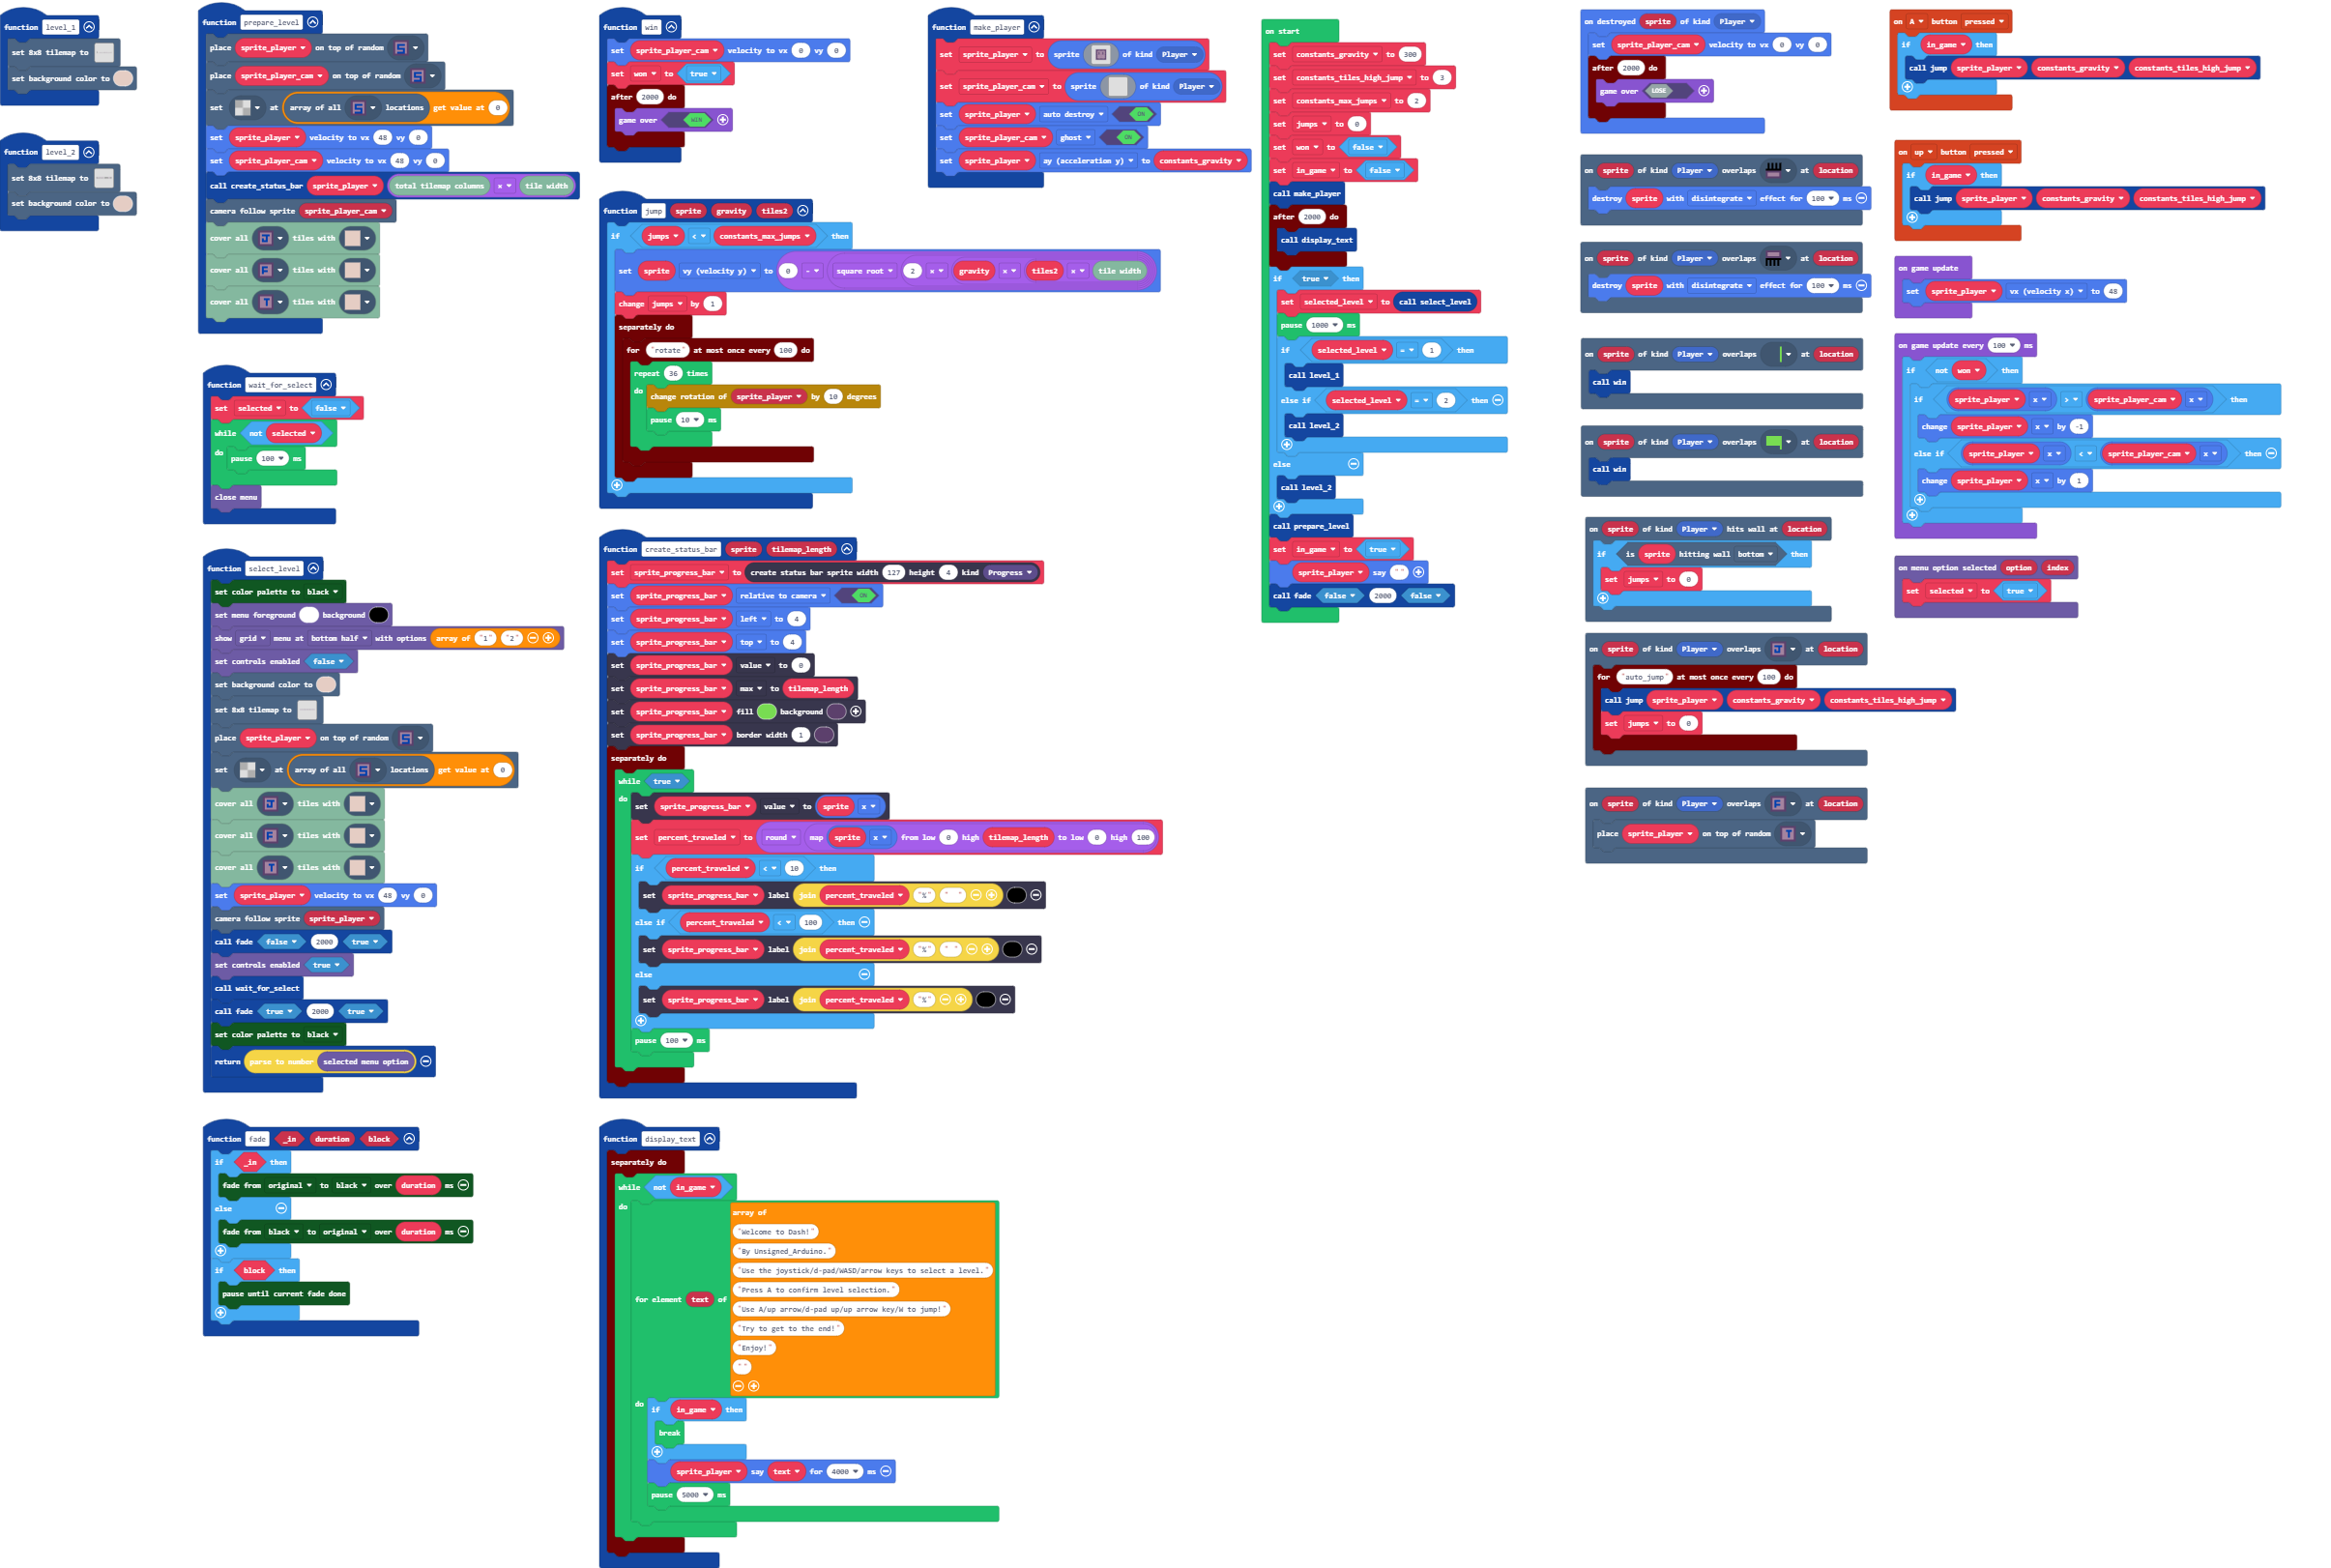 function level_1
set 8x8 tilemap to
set background color to
function level_2
set 8x8 tilemap to
set background color to
function prepare_level
place sprite_player on top of random S
place sprite_player_cam on top of random S
set at array of all S locations get value at 0
set sprite_player velocity to vx 48 vy 0
set sprite_player_cam velocity to vx 48 vy 0
call create_status_bar sprite_player total tilemap columns × tile width
camera follow sprite sprite_player_cam
cover all J tiles with
cover all F tiles with
cover all T tiles with
function wait_for_select
set selected to false
while not selected
do pause 100 ms
close menu
function select_level
set color palette to black
set menu foreground background
show grid menu at bottom half with options array of "1" "2"
set controls enabled false
set background color to
set 8x8 tilemap to
place sprite_player on top of random S
set at array of all S locations get value at 0
cover all J tiles with
cover all F tiles with
cover all T tiles with
set sprite_player velocity to vx 48 vy 0
camera follow sprite sprite_player
call fade false 2000 true
set controls enabled true
call wait_for_select
call fade true 2000 true
set color palette to black
return parse to number selected menu option
function fade _in duration block
if _in then
fade from original to black over duration ms
else
fade from black to original over duration ms
if block then
pause until current fade done
function win
set sprite_player_cam velocity to vx 0 vy 0
set won to true
after 2000 do
game over WIN
function jump sprite gravity tiles2
if jumps < constants_max_jumps then
set sprite vy (velocity y) to 0 - square root 2 × gravity × tiles2 × tile width
change jumps by 1
separately do
for "rotate" at most once every 100 do
repeat 36 times
do change rotation of sprite_player by 10 degrees
pause 10 ms
function create_status_bar sprite tilemap_length
set sprite_progress_bar to create status bar sprite width 127 height 4 kind Progress
set sprite_progress_bar relative to camera ON
set sprite_progress_bar left to 4
set sprite_progress_bar top to 4
set sprite_progress_bar value to 0
set sprite_progress_bar max to tilemap_length
set sprite_progress_bar fill background
set sprite_progress_bar border width 1
separately do
while true
do set sprite_progress_bar value to sprite x
set percent_traveled to round map sprite x from low 0 high tilemap_length to low 0 high 100
if percent_traveled < 10 then
set sprite_progress_bar label join percent_traveled "%" "  "
else if percent_traveled < 100 then
set sprite_progress_bar label join percent_traveled "%" " "
else
set sprite_progress_bar label join percent_traveled "%"
pause 100 ms
function display_text
separately do
while not in_game
do
for element text of
array of
"Welcome to Dash!"
"By Unsigned_Arduino."
"Use the joystick/d-pad/WASD/arrow keys to select a level."
"Press A to confirm level selection."
"Use A/up arrow/d-pad up/up arrow key/W to jump!"
"Try to get to the end!"
"Enjoy!"
""
do if in_game then
break
sprite_player say text for 4000 ms
pause 5000 ms
function make_player
set sprite_player to sprite of kind Player
set sprite_player_cam to sprite of kind Player
set sprite_player auto destroy ON
set sprite_player_cam ghost ON
set sprite_player ay (acceleration y) to constants_gravity
on start
set constants_gravity to 300
set constants_tiles_high_jump to 3
set constants_max_jumps to 2
set jumps to 0
set won to false
set in_game to false
call make_player
after 2000 do
call display_text
if true then
set selected_level to call select_level
pause 1000 ms
if selected_level = 1 then
call level_1
else if selected_level = 2 then
call level_2
else
call level_2
call prepare_level
set in_game to true
sprite_player say ""
call fade false 2000 false
on destroyed sprite of kind Player
set sprite_player_cam velocity to vx 0 vy 0
after 2000 do
game over LOSE
on sprite of kind Player overlaps at location
destroy sprite with disintegrate effect for 100 ms
on sprite of kind Player overlaps at location
destroy sprite with disintegrate effect for 100 ms
on sprite of kind Player overlaps at location
call win
on sprite of kind Player overlaps at location
call win
on sprite of kind Player hits wall at location
if is sprite hitting wall bottom then
set jumps to 0
on sprite of kind Player overlaps J at location
for "auto_jump" at most once every 100 do
call jump sprite_player constants_gravity constants_tiles_high_jump
set jumps to 0
on sprite of kind Player overlaps F at location
place sprite_player on top of random T
on A button pressed
if in_game then
call jump sprite_player constants_gravity constants_tiles_high_jump
on up button pressed
if in_game then
call jump sprite_player constants_gravity constants_tiles_high_jump
on game update
set sprite_player vx (velocity x) to 48
on game update every 100 ms
if not won then
if sprite_player x > sprite_player_cam x then
change sprite_player x by -1
else if sprite_player x < sprite_player_cam x then
change sprite_player x by 1
on menu option selected option index
set selected to true